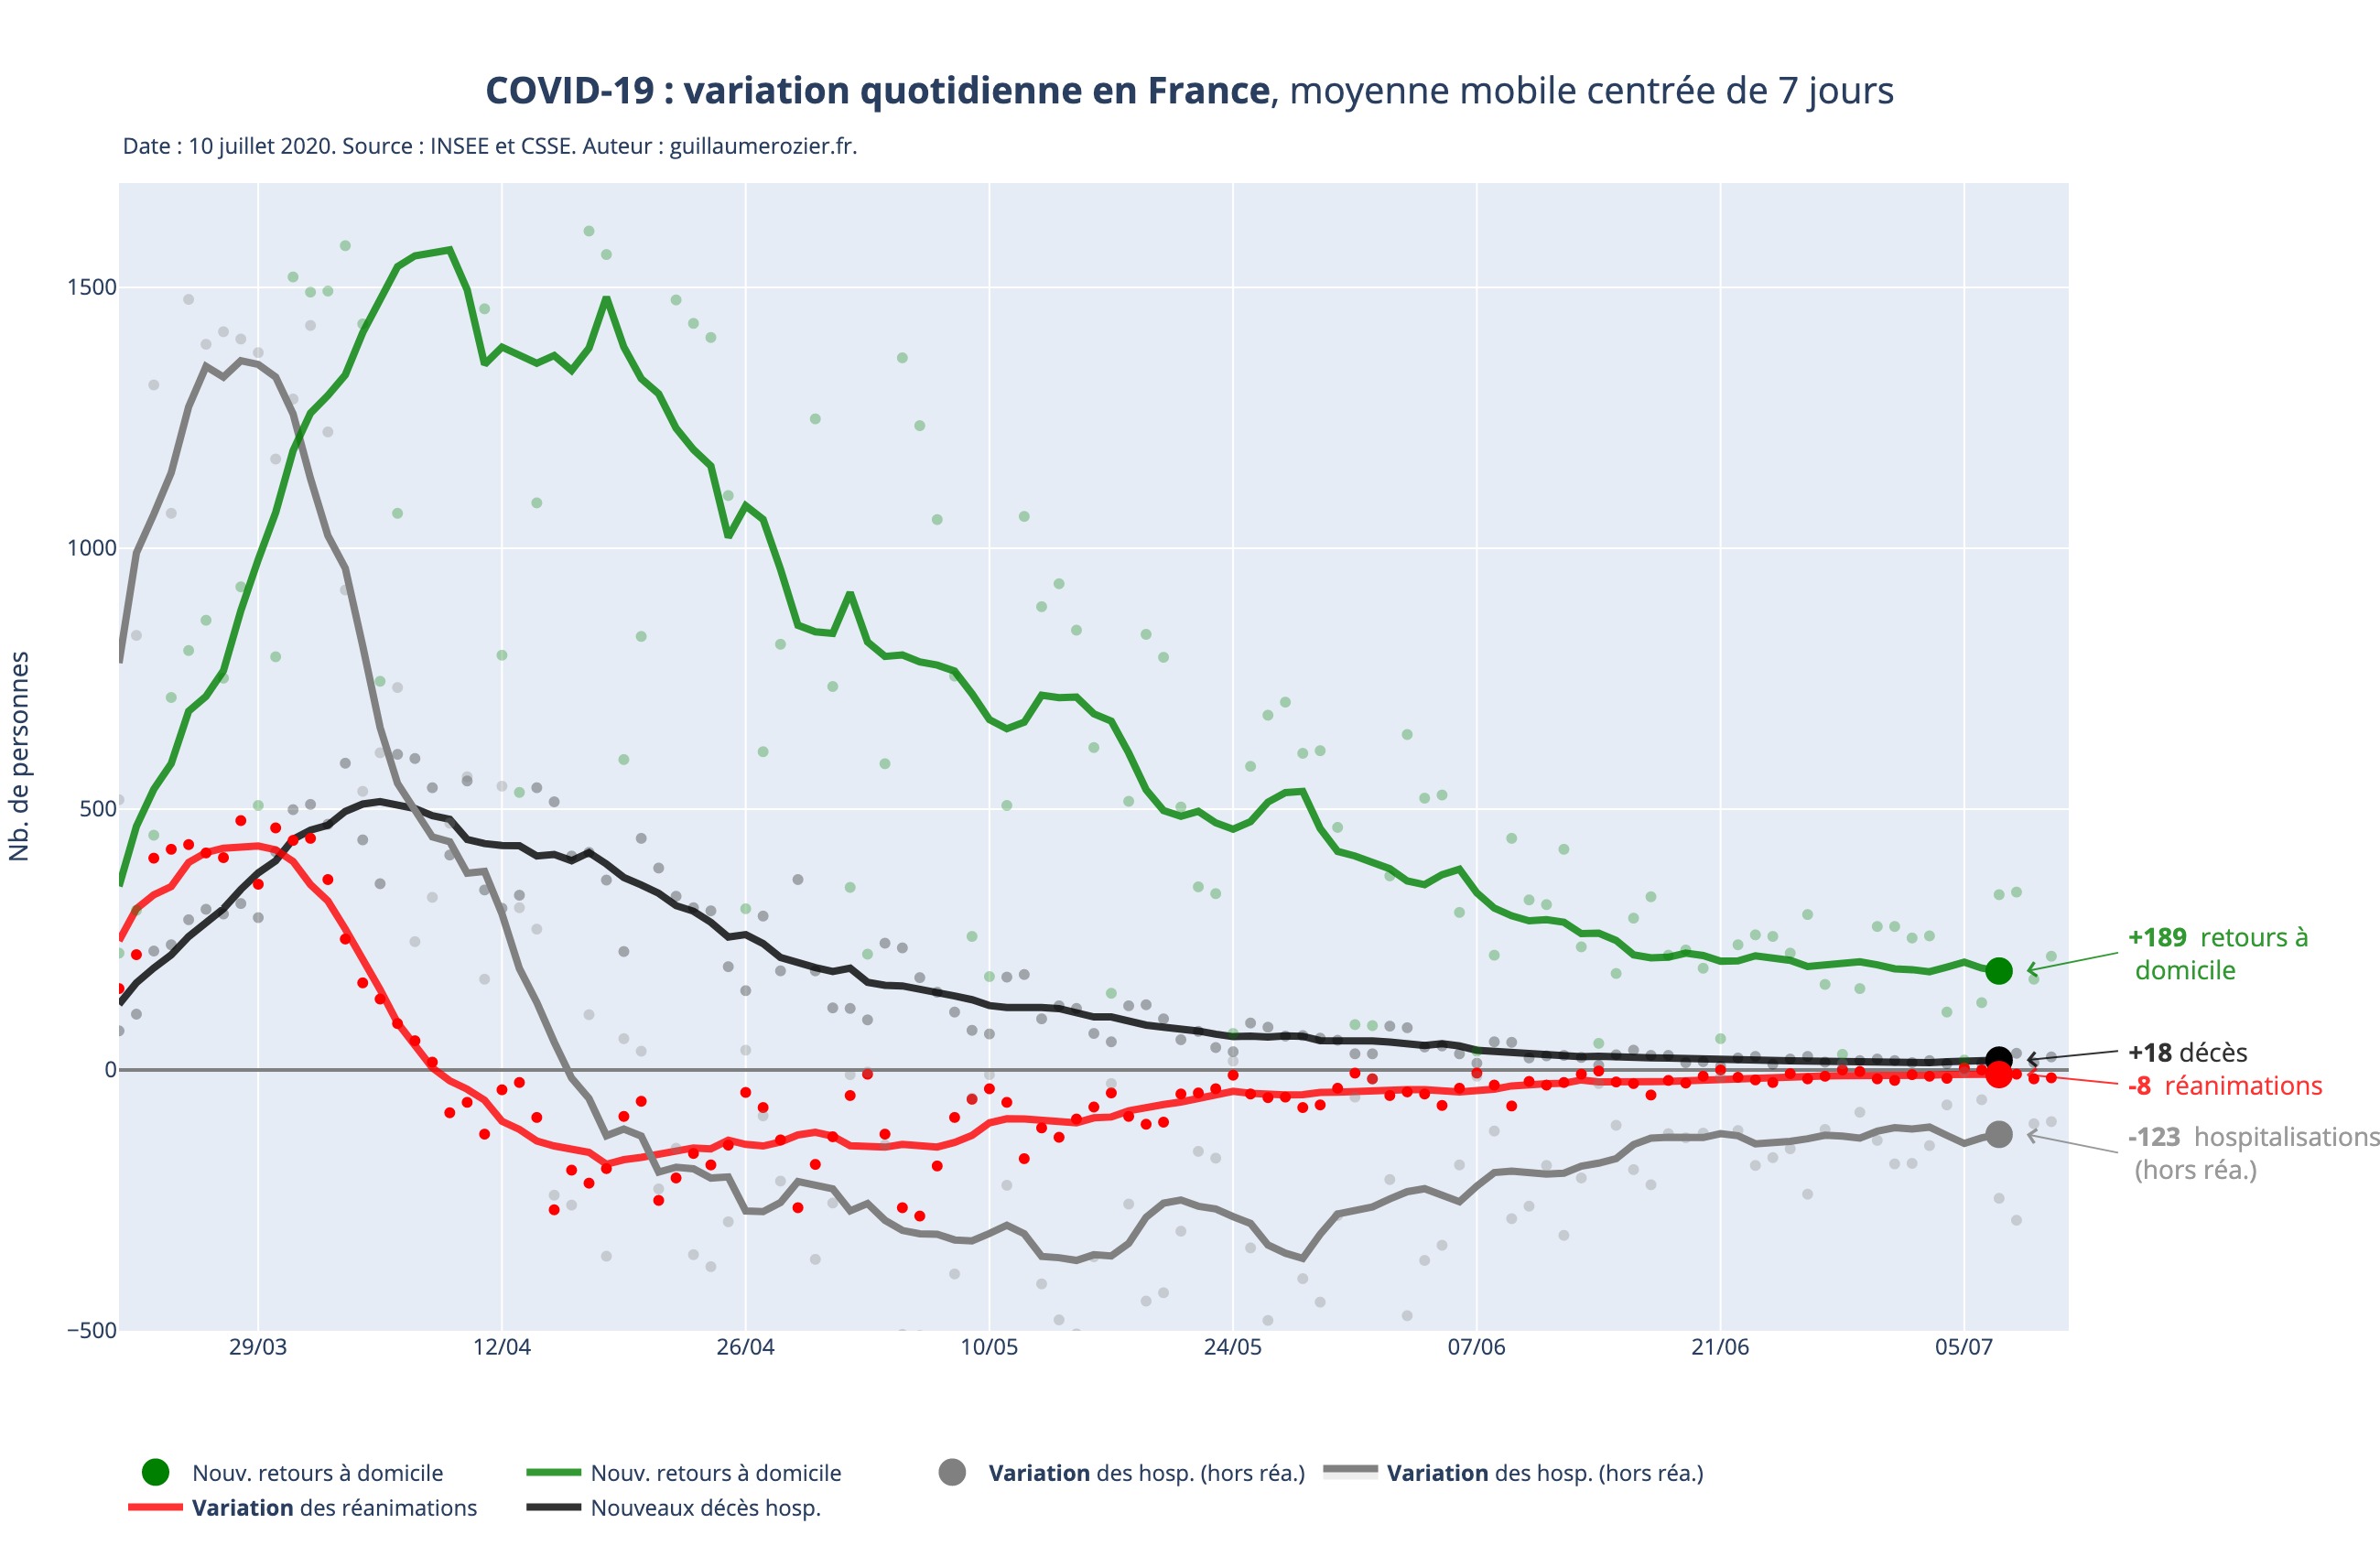 COVID-19 : variation quotidienne en France, moyenne mobile centrée de 7 jours
Date : 10 juillet 2020. Source : INSEE et CSSE. Auteur : guillaumerozier.fr.
Nb. de personnes
1500
1000
500
0
−500
29/03
12/04
26/04
10/05
24/05
07/06
21/06
05/07
+189 retours à
domicile
+18 décès
-8 réanimations
-123 hospitalisations
(hors réa.)
Nouv. retours à domicile
Nouv. retours à domicile
Variation des hosp. (hors réa.)
Variation des hosp. (hors réa.)
Variation des réanimations
Nouveaux décès hosp.